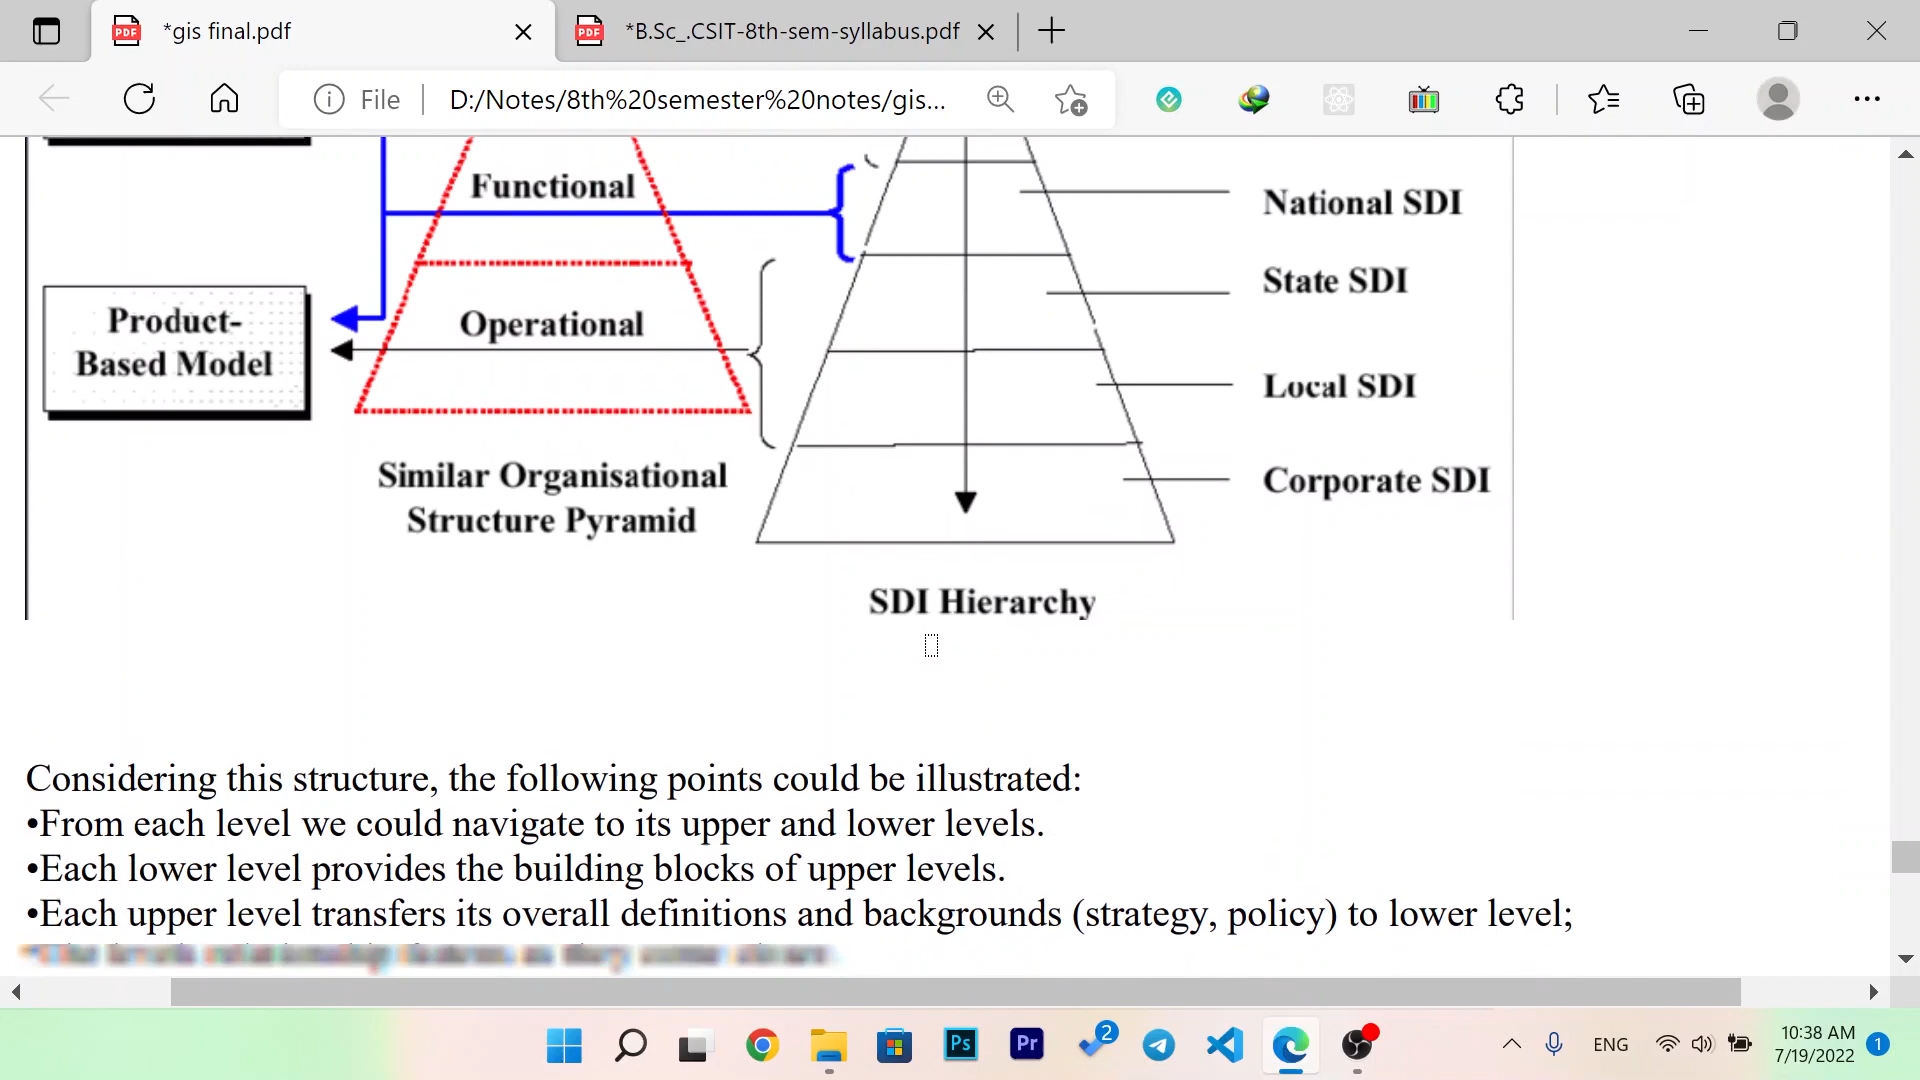 *gis final.pdf
*B.Sc_.CSIT-8th-sem-syllabus.pdf
File
D:/Notes/8th%20semester%20notes/gis...
Functional
National SDI
State SDI
Product-
Based Model
Operational
Local SDI
Similar Organisational
Structure Pyramid
Corporate SDI
SDI Hierarchy
Considering this structure, the following points could be illustrated:
•From each level we could navigate to its upper and lower levels.
•Each lower level provides the building blocks of upper levels.
•Each upper level transfers its overall definitions and backgrounds (strategy, policy) to lower level;
Ps
Pr
2
ENG
10:38 AM
7/19/2022
1